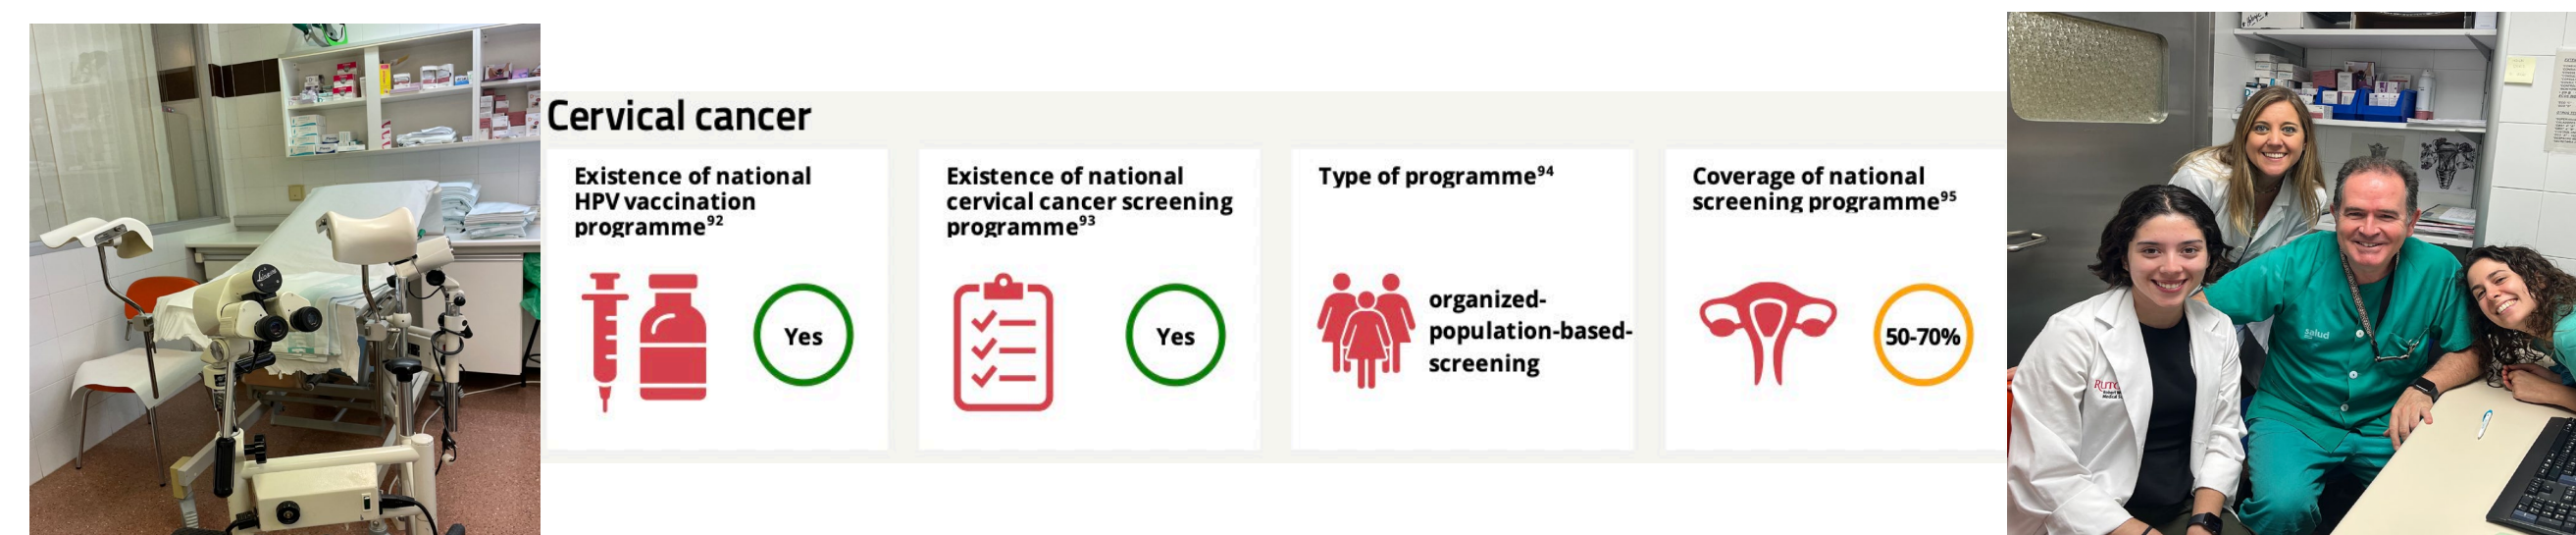 Cervical cancer
Existence of national
HPV vaccination
programme92
Yes
Existence of national
cervical cancer screening
programme93
Yes
Type of programme94
organized-
population-based-
screening
Coverage of national
screening programme95
50-70%
salud